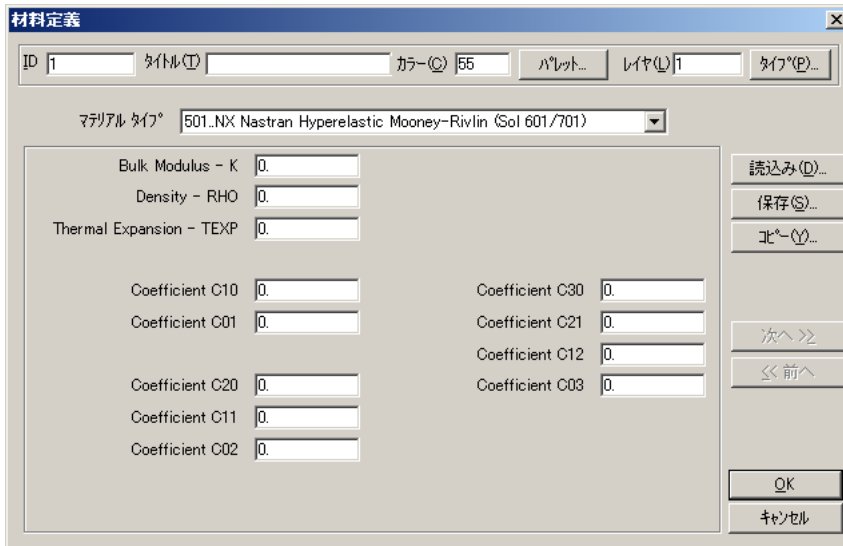 材料定義
ID 1 ﾀｲﾄﾙ(T) カラー(C) 55 ﾊﾟﾚｯﾄ... ﾚｲﾔ(L) 1 ﾀｲﾌﾟ(P)...
ﾏﾃﾘｱﾙ ﾀｲﾌﾟ 501..NX Nastran Hyperelastic Mooney-Rivlin (Sol 601/701)
Bulk Modulus - K 0. 読込み(D)...
Density - RHO 0. 保存(S)...
Thermal Expansion - TEXP 0. ｺﾋﾟｰ(Y)...
Coefficient C10 0. Coefficient C30 0.
Coefficient C01 0. Coefficient C21 0. 次へ >>
Coefficient C12 0. << 前へ
Coefficient C20 0. Coefficient C03 0.
Coefficient C11 0.
Coefficient C02 0.
OK
ｷｬﾝｾﾙ